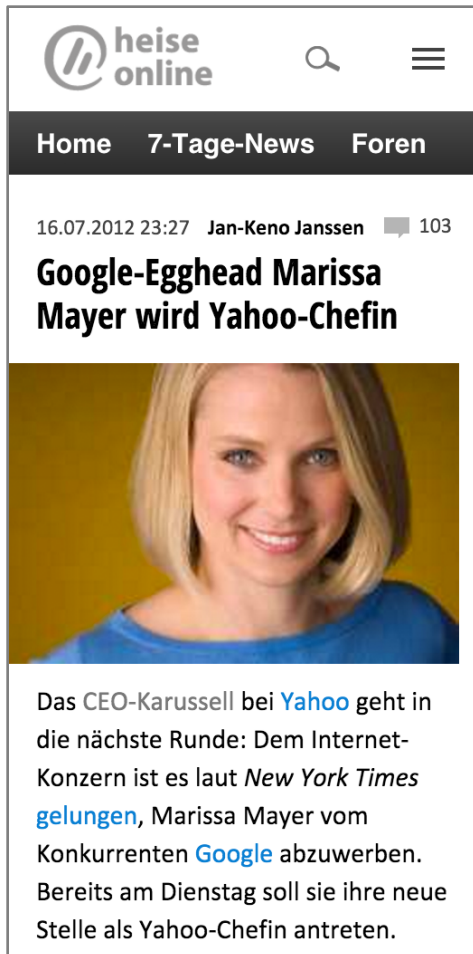 heise
online
Home 7-Tage-News Foren
16.07.2012 23:27 Jan-Keno Janssen 103
Google-Egghead Marissa
Mayer wird Yahoo-Chefin
Das CEO-Karussell bei Yahoo geht in
die nächste Runde: Dem Internet-
Konzern ist es laut New York Times
gelungen, Marissa Mayer vom
Konkurrenten Google abzuwerben.
Bereits am Dienstag soll sie ihre neue
Stelle als Yahoo-Chefin antreten.